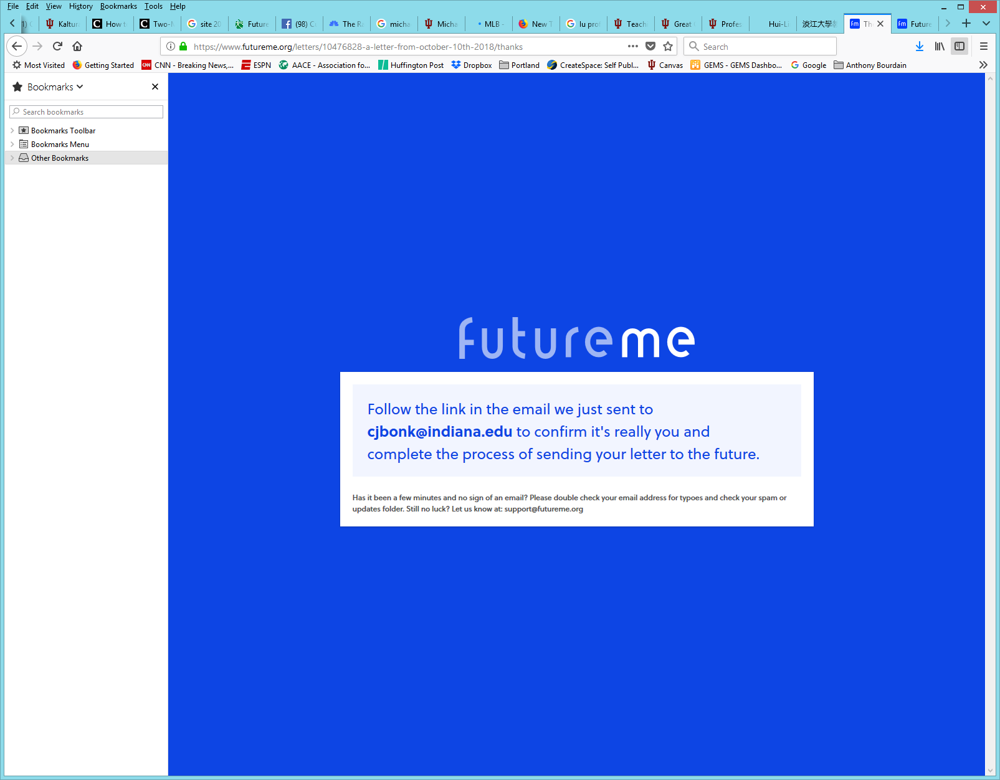 File Edit View History Bookmarks Tools Help
Kaltu How t Two- site 20 Future (98) C The R micha Micha MLB - New T Iu prof Teach Great Profes Hui-Li 淡江大學 Th Future
https://www.futureme.org/letters/10476828-a-letter-from-october-10th-2018/thanks Search
Most Visited Getting Started CNN - Breaking News,... ESPN AACE - Association fo... Huffington Post Dropbox Portland CreateSpace: Self Publ... Canvas GEMS - GEMS Dashbo... Google Anthony Bourdain
Bookmarks
Search bookmarks
Bookmarks Toolbar
Bookmarks Menu
Other Bookmarks
futureme
Follow the link in the email we just sent to
cjbonk@indiana.edu to confirm it's really you and
complete the process of sending your letter to the future.
Has it been a few minutes and no sign of an email? Please double check your email address for typoes and check your spam or
updates folder. Still no luck? Let us know at: support@futureme.org